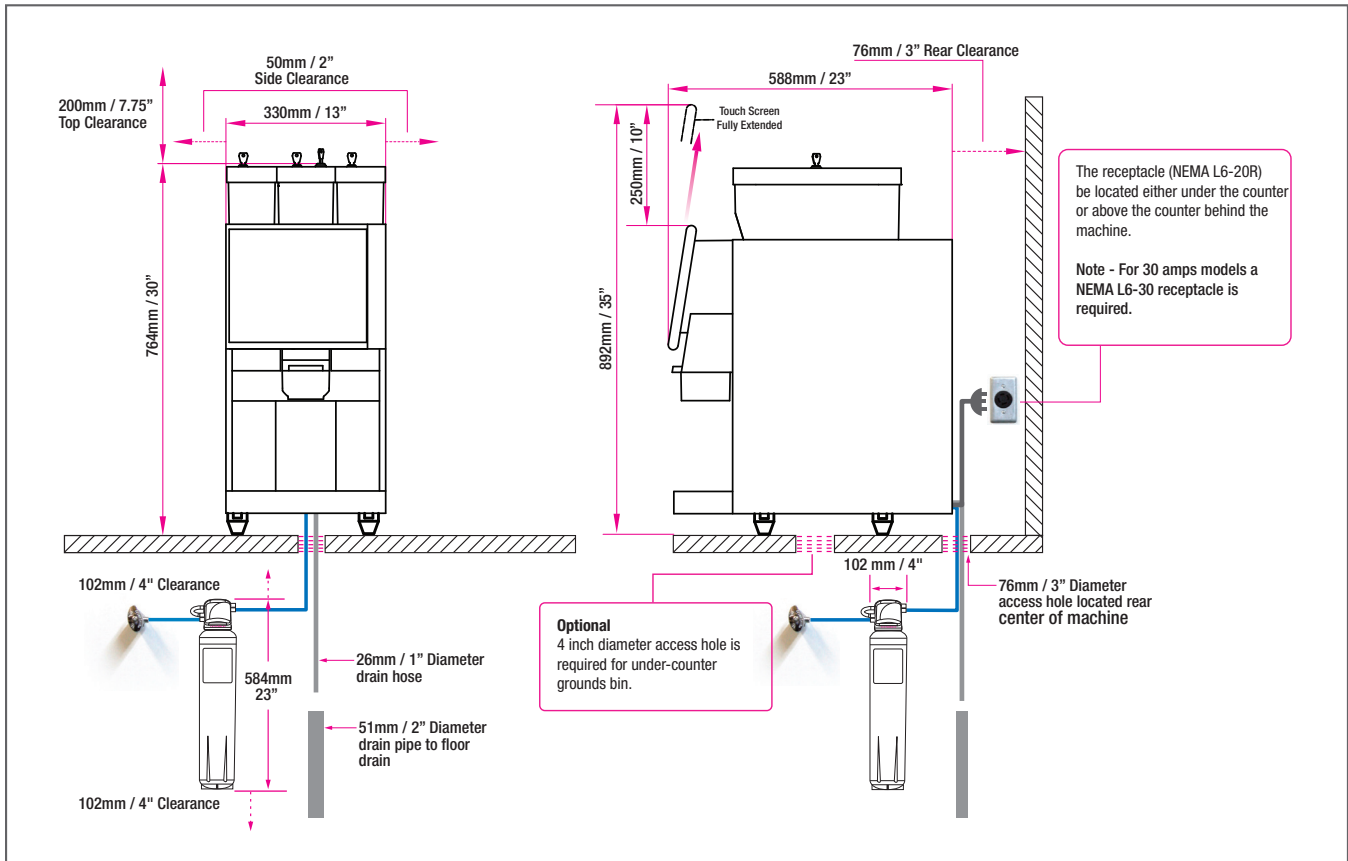 50mm / 2”
Side Clearance
200mm / 7.75”
Top Clearance
330mm / 13”
764mm / 30”
102mm / 4" Clearance
584mm
23”
102mm / 4" Clearance
26mm / 1” Diameter
drain hose
51mm / 2” Diameter
drain pipe to floor
drain
76mm / 3” Rear Clearance
588mm / 23”
Touch Screen
Fully Extended
250mm / 10”
892mm / 35”
The receptacle (NEMA L6-20R)
be located either under the counter
or above the counter behind the
machine.
Note - For 30 amps models a
NEMA L6-30 receptacle is
required.
Optional
4 inch diameter access hole is
required for under-counter
grounds bin.
102 mm / 4"
76mm / 3” Diameter
access hole located rear
center of machine